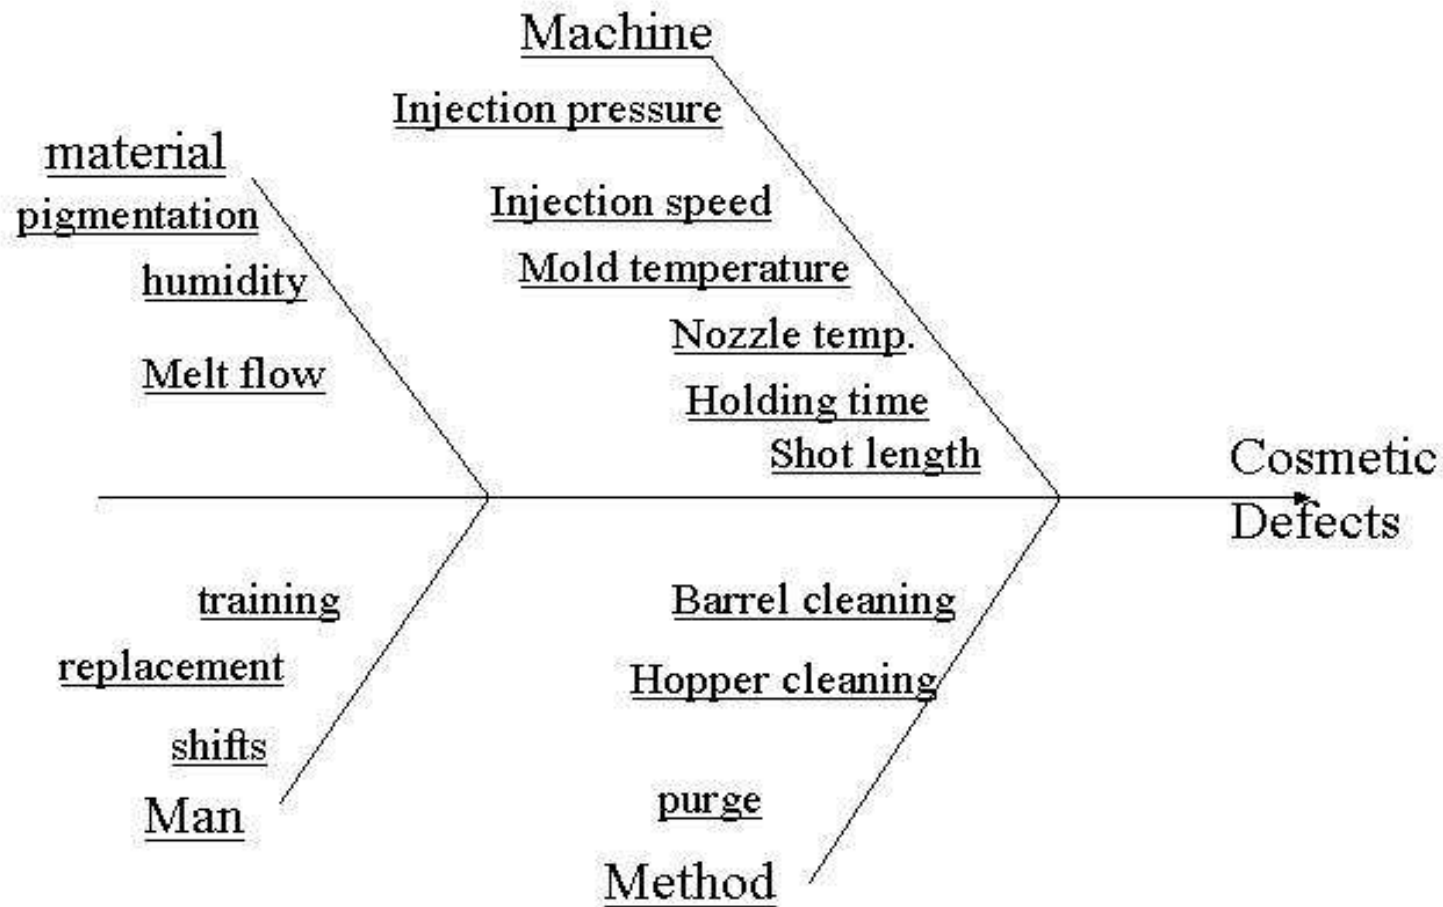 Machine
Injection pressure
Injection speed
Mold temperature
Nozzle temp.
Holding time
Shot length
material
pigmentation
humidity
Melt flow
Cosmetic
Defects
training
replacement
shifts
Man
Barrel cleaning
Hopper cleaning
purge
Method